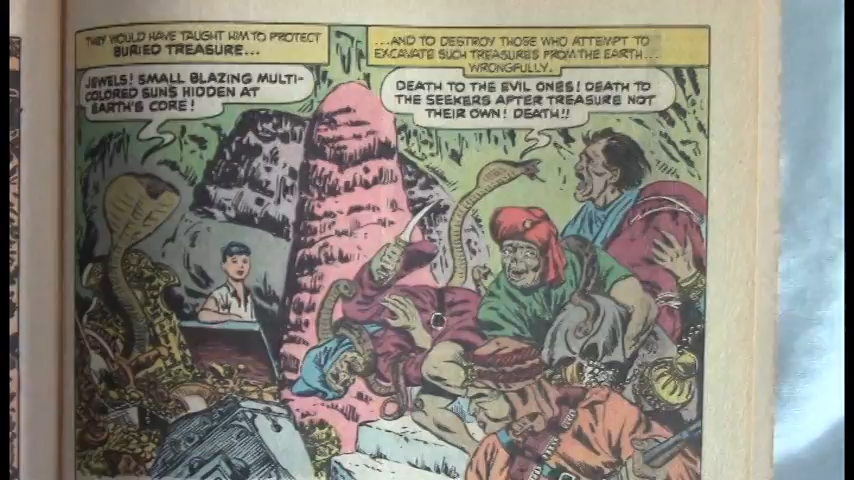 THEY WOULD HAVE TAUGHT HIM TO PROTECT
BURIED TREASURE...
...AND TO DESTROY THOSE WHO ATTEMPT TO
EXCAVATE SUCH TREASURES FROM THE EARTH...
WRONGFULLY.
JEWELS! SMALL BLAZING MULTI-
COLORED SUNS HIDDEN AT
EARTH'S CORE!
DEATH TO THE EVIL ONES! DEATH TO
THE SEEKERS AFTER TREASURE NOT
THEIR OWN! DEATH!!